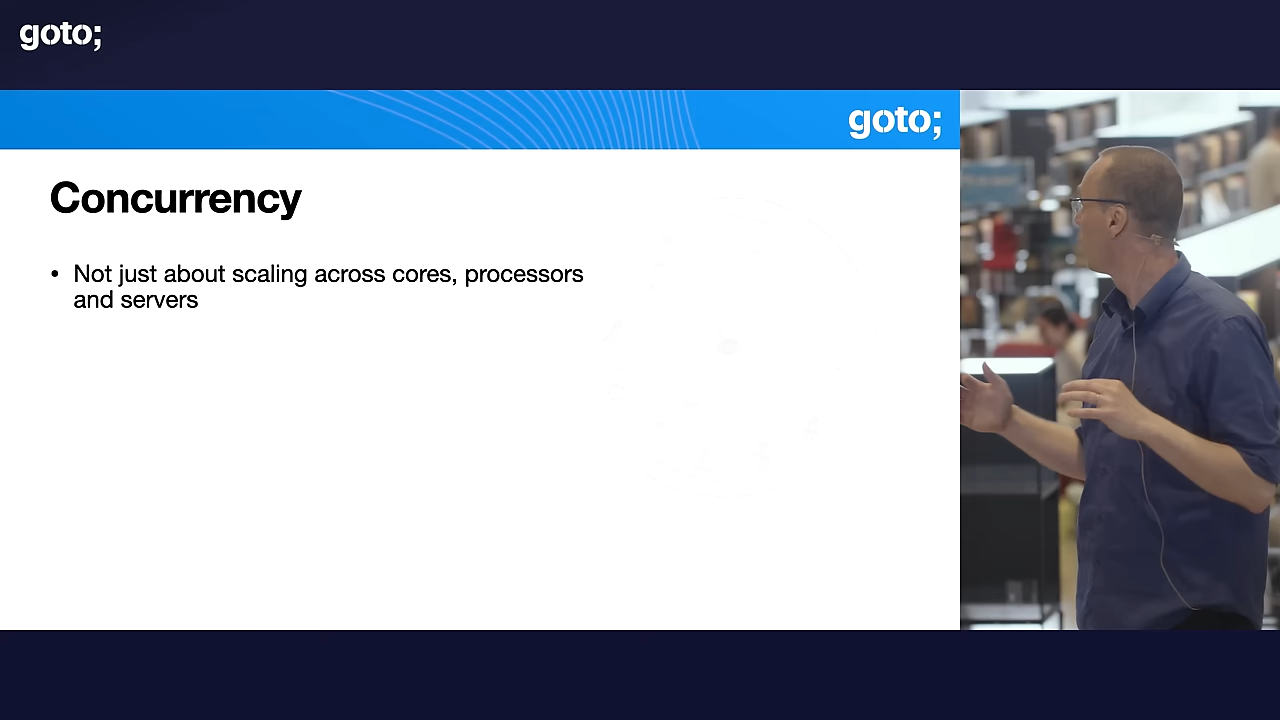 goto;
goto;
Concurrency
• Not just about scaling across cores, processors
and servers